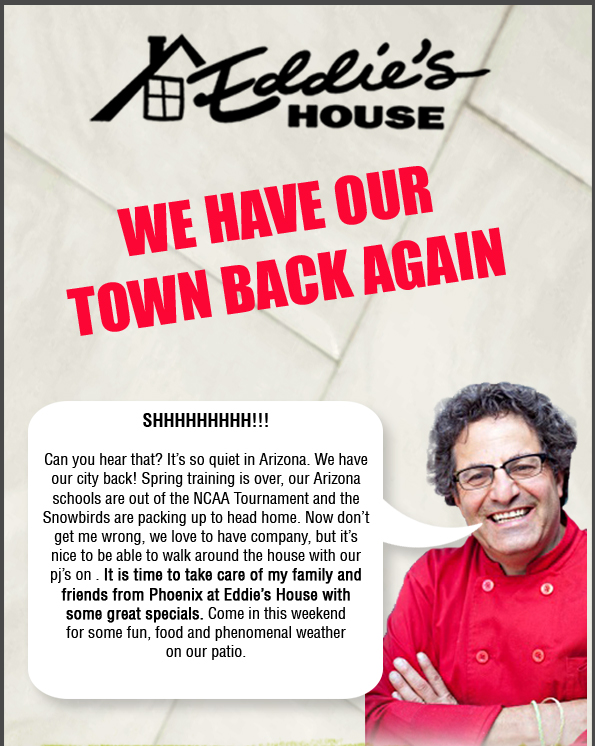 Eddie's
HOUSE
WE HAVE OUR
TOWN BACK AGAIN
SHHHHHHHHH!!!
Can you hear that? It's so quiet in Arizona. We have
our city back! Spring training is over, our Arizona
schools are out of the NCAA Tournament and the
Snowbirds are packing up to head home. Now don't
get me wrong, we love to have company, but it's
nice to be able to walk around the house with our
pj's on . It is time to take care of my family and
friends from Phoenix at Eddie's House with
some great specials. Come in this weekend
for some fun, food and phenomenal weather
on our patio.